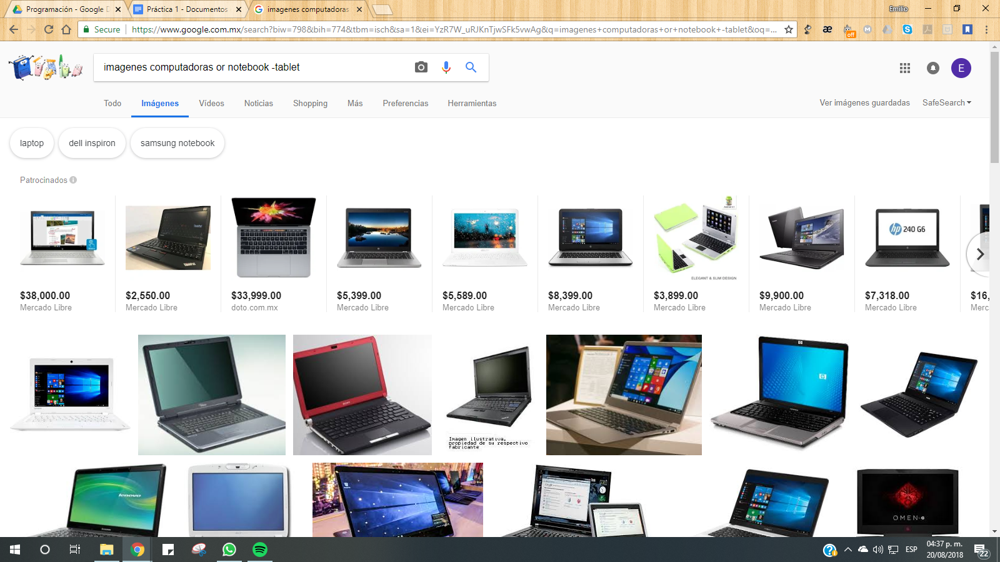 Programación - Google D
Práctica 1 - Documentos
imagenes computadoras
Emilio
Secure
https://www.google.com.mx/search?biw=798&bih=774&tbm=isch&sa=1&ei=YzR7W_uRJKnTjwSFk5vwAg&q=imagenes+computadoras+or+notebook+-tablet&oq=...
off
imagenes computadoras or notebook -tablet
E
Todo
Imágenes
Vídeos
Noticias
Shopping
Más
Preferencias
Herramientas
Ver imágenes guardadas
SafeSearch
laptop
dell inspiron
samsung notebook
Patrocinados
ThinkPad
hp 240 G6
ELEGANT & SLIM DESIGN
$38,000.00
Mercado Libre
$2,550.00
Mercado Libre
$33,999.00
doto.com.mx
$5,399.00
Mercado Libre
$5,589.00
Mercado Libre
$8,399.00
Mercado Libre
$3,899.00
Mercado Libre
$9,900.00
Mercado Libre
$7,318.00
Mercado Libre
$16,
Merc
Imagen ilustrativa,
propiedad de su respectivo
fabricante
lenovo
OMEN
ESP
04:37 p. m.
20/08/2018
22